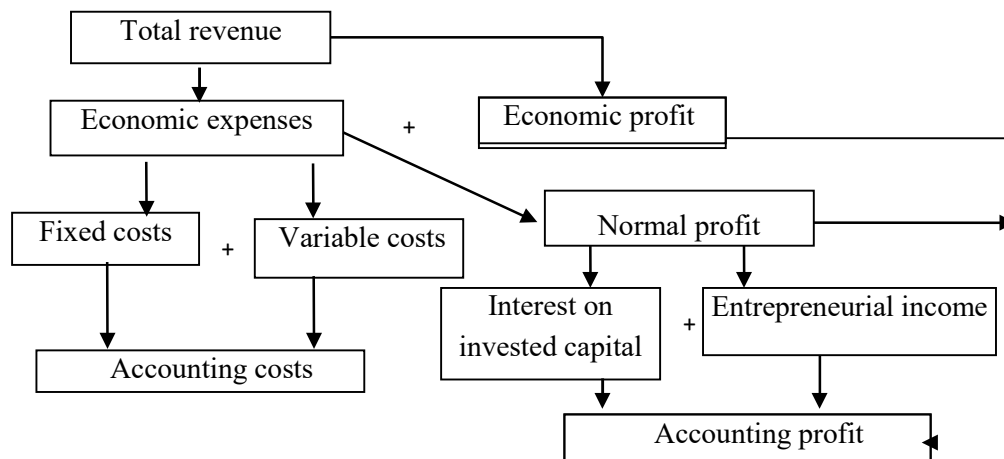 Total revenue
Economic expenses
+
Economic profit
Fixed costs
+
Variable costs
Normal profit
Interest on
invested capital
+
Entrepreneurial income
Accounting costs
Accounting profit